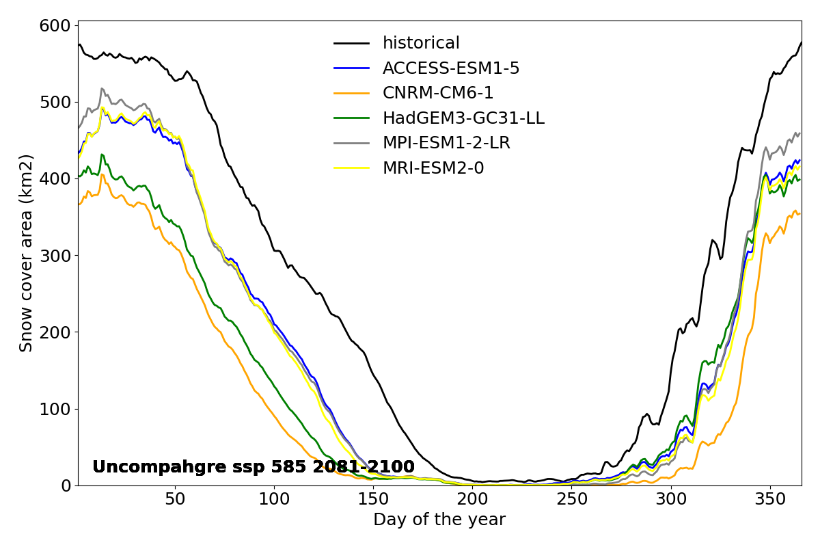 600
500
400
300
200
100
0
Snow cover area (km2)
historical
ACCESS-ESM1-5
CNRM-CM6-1
HadGEM3-GC31-LL
MPI-ESM1-2-LR
MRI-ESM2-0
Uncompahgre ssp 585 2081-2100
50 100 150 200 250 300 350
Day of the year